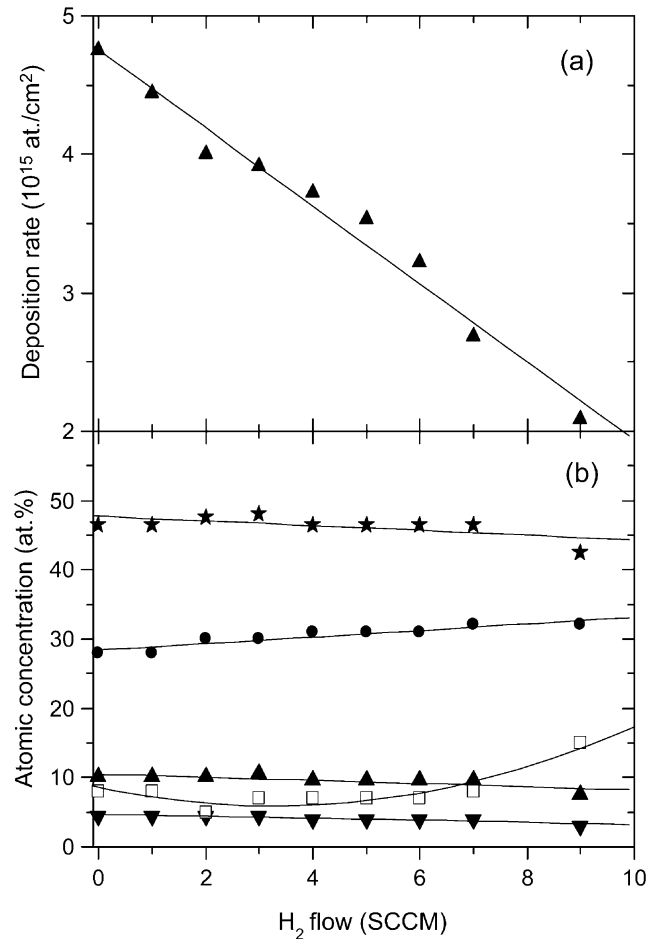 5
(a)
4
3
2
Deposition rate (10¹⁵ at./cm²)
(b)
50
40
30
20
10
0
Atomic concentration (at.%)
0 2 4 6 8 10
H₂ flow (SCCM)